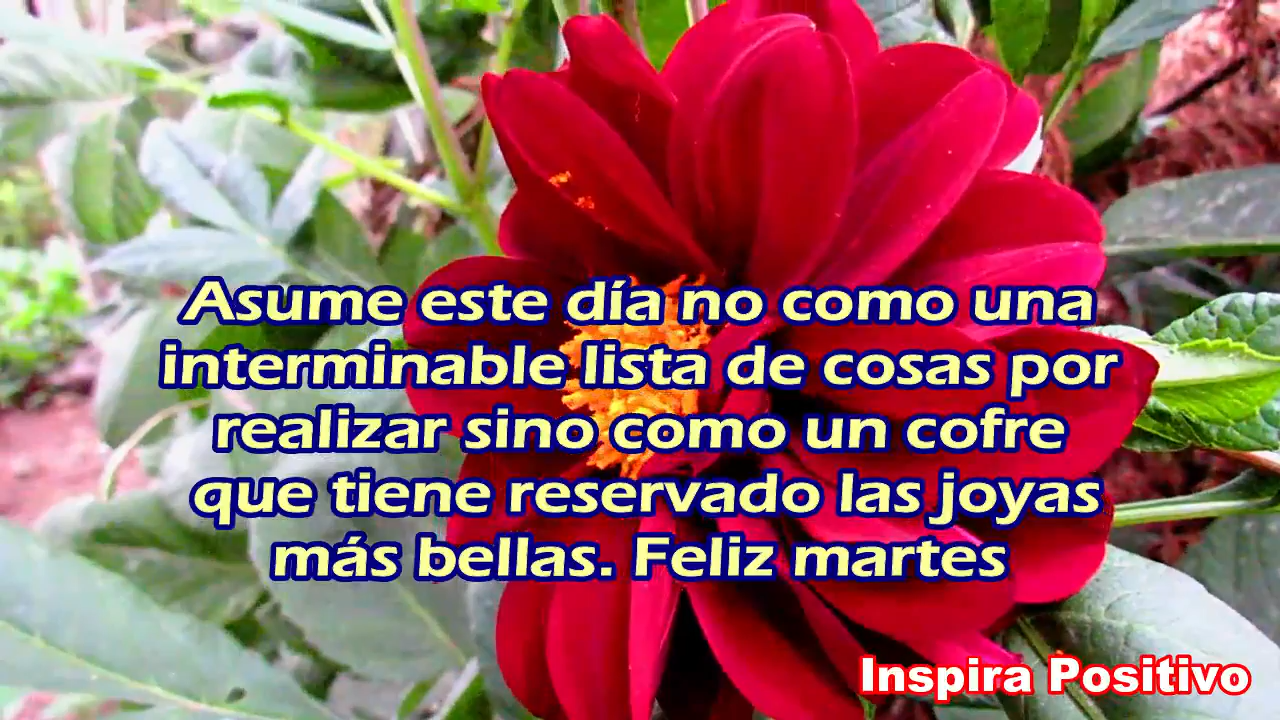 Asume este día no como una
interminable lista de cosas por
realizar sino como un cofre
que tiene reservado las joyas
más bellas. Feliz martes
Inspira Positivo